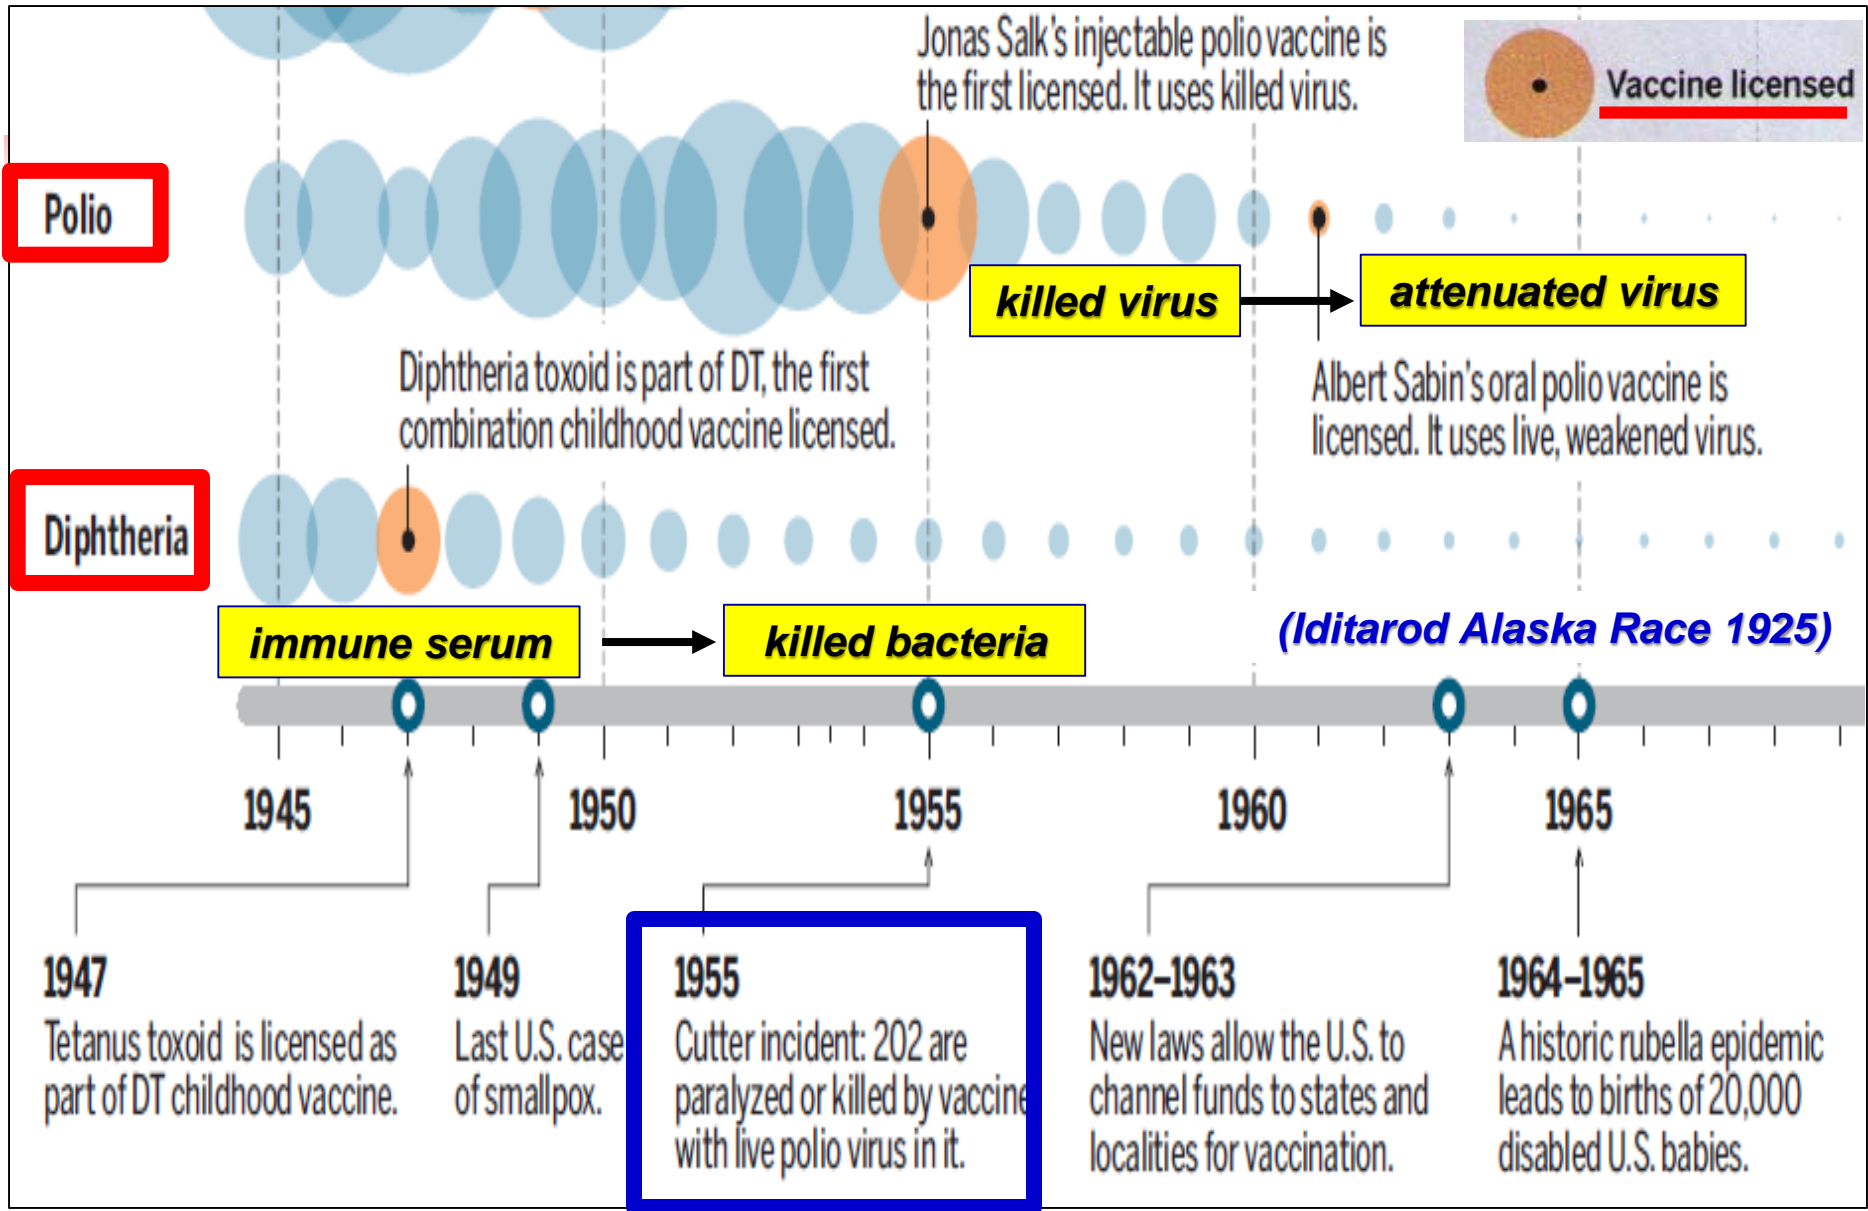 Jonas Salk's injectable polio vaccine is
the first licensed. It uses killed virus.
Vaccine licensed
Polio
killed virus
attenuated virus
Diphtheria toxoid is part of DT, the first
combination childhood vaccine licensed.
Albert Sabin's oral polio vaccine is
licensed. It uses live, weakened virus.
Diphtheria
immune serum
killed bacteria
(Iditarod Alaska Race 1925)
1945
1950
1955
1960
1965
1947
Tetanus toxoid is licensed as
part of DT childhood vaccine.
1949
Last U.S. case
of smallpox.
1955
Cutter incident: 202 are
paralyzed or killed by vaccine
with live polio virus in it.
1962–1963
New laws allow the U.S. to
channel funds to states and
localities for vaccination.
1964–1965
A historic rubella epidemic
leads to births of 20,000
disabled U.S. babies.